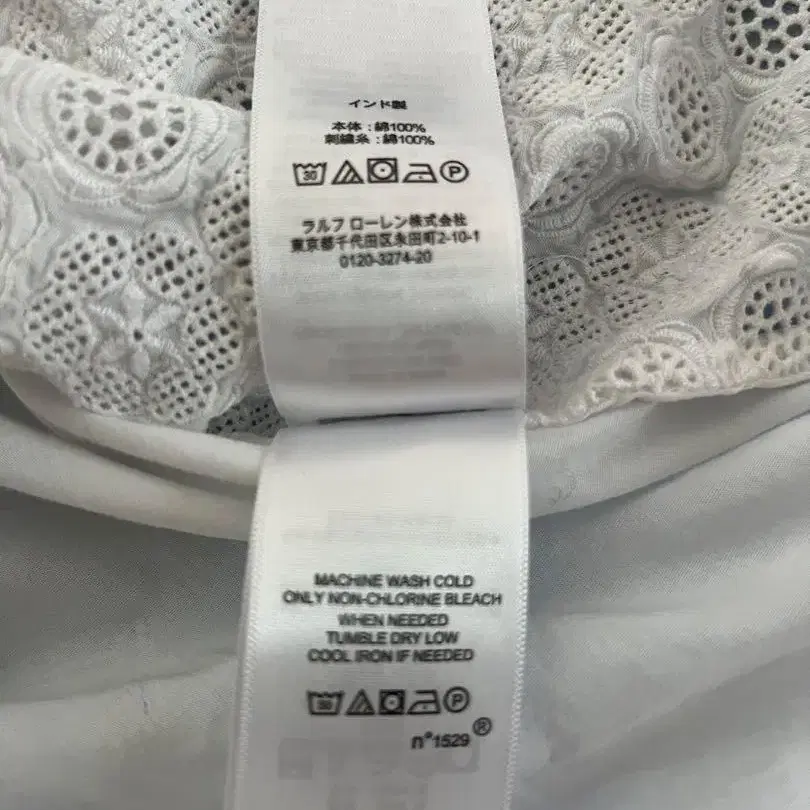 インド製
本体：綿100%
刺繍糸：綿100%
30 P
ラルフ ローレン株式会社
東京都千代田区永田町2-10-1
0120-3274-20
MACHINE WASH COLD
ONLY NON-CHLORINE BLEACH
WHEN NEEDED
TUMBLE DRY LOW
COOL IRON IF NEEDED
30 P
n°1529 ®